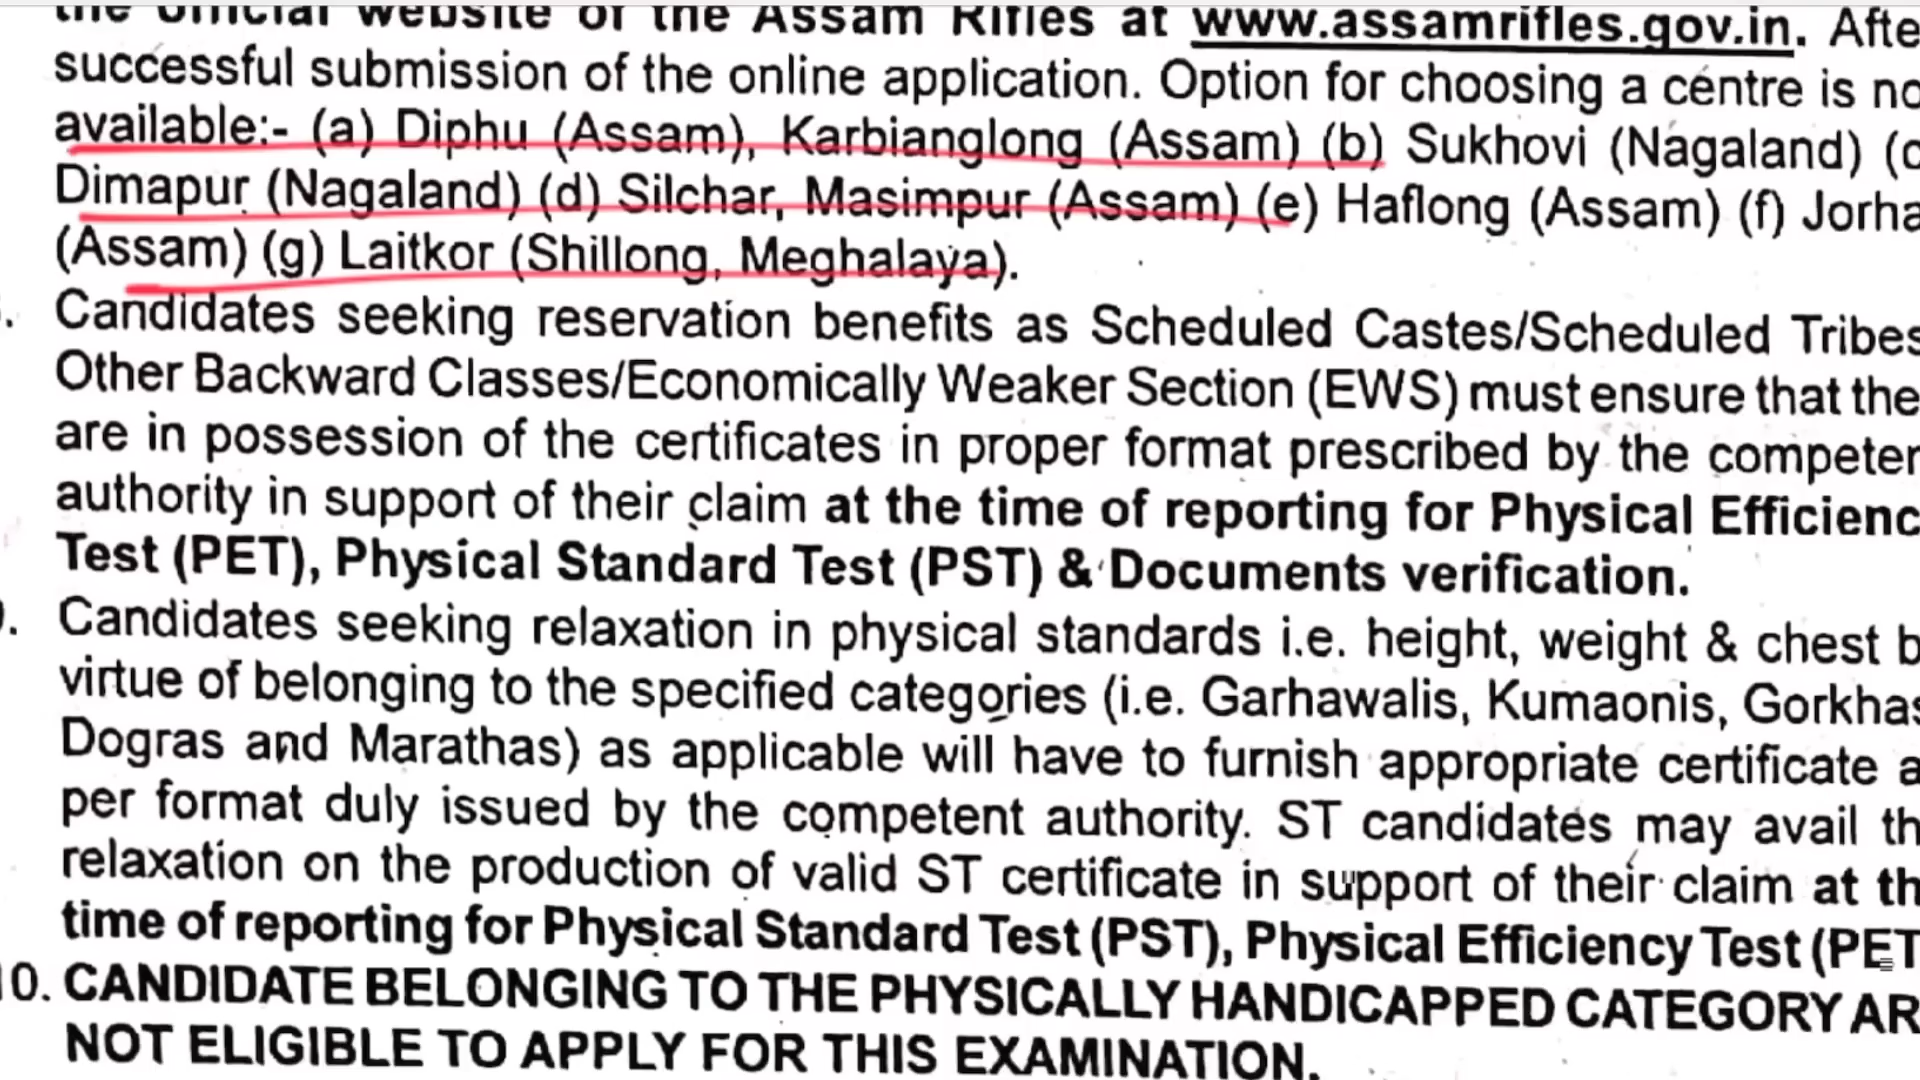 the official website of the Assam Rifles at www.assamrifles.gov.in. Afte
successful submission of the online application. Option for choosing a centre is no
available:- (a) Diphu (Assam), Karbianglong (Assam) (b) Sukhovi (Nagaland) (c
Dimapur (Nagaland) (d) Silchar, Masimpur (Assam) (e) Haflong (Assam) (f) Jorha
(Assam) (g) Laitkor (Shillong, Meghalaya).
. Candidates seeking reservation benefits as Scheduled Castes/Scheduled Tribes
Other Backward Classes/Economically Weaker Section (EWS) must ensure that the
are in possession of the certificates in proper format prescribed by the competen
authority in support of their claim at the time of reporting for Physical Efficienc
Test (PET), Physical Standard Test (PST) & Documents verification.
. Candidates seeking relaxation in physical standards i.e. height, weight & chest b
virtue of belonging to the specified categories (i.e. Garhawalis, Kumaonis, Gorkhas
Dogras and Marathas) as applicable will have to furnish appropriate certificate a
per format duly issued by the competent authority. ST candidates may avail th
relaxation on the production of valid ST certificate in support of their claim at th
time of reporting for Physical Standard Test (PST), Physical Efficiency Test (PET
10. CANDIDATE BELONGING TO THE PHYSICALLY HANDICAPPED CATEGORY AR
NOT ELIGIBLE TO APPLY FOR THIS EXAMINATION.